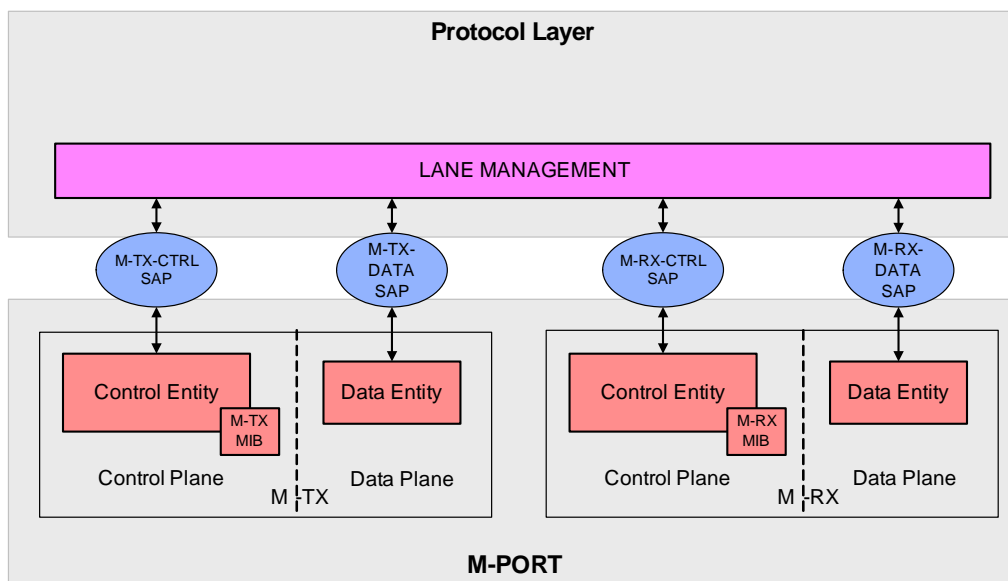 Protocol Layer
LANE MANAGEMENT
M-TX-CTRL
SAP
M-TX-
DATA
SAP
M-RX-CTRL
SAP
M-RX-
DATA
SAP
Control Entity
M-TX
MIB
Data Entity
Control Plane
Data Plane
M -TX
Control Entity
M-RX
MIB
Data Entity
Control Plane
Data Plane
M -RX
M-PORT